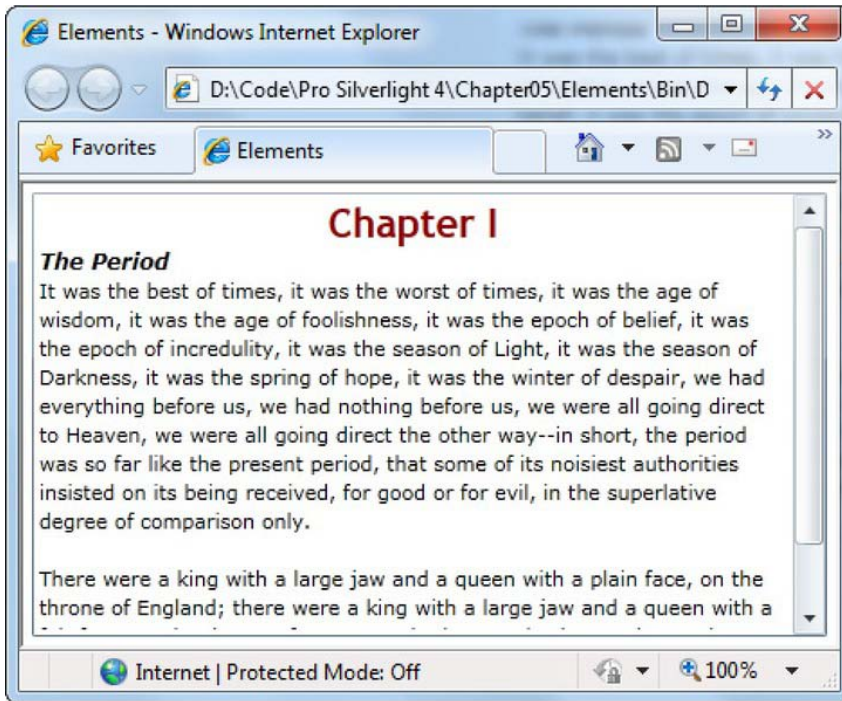 Elements - Windows Internet Explorer
D:\Code\Pro Silverlight 4\Chapter05\Elements\Bin\D
Favorites
Elements
Chapter I
The Period
It was the best of times, it was the worst of times, it was the age of
wisdom, it was the age of foolishness, it was the epoch of belief, it was
the epoch of incredulity, it was the season of Light, it was the season of
Darkness, it was the spring of hope, it was the winter of despair, we had
everything before us, we had nothing before us, we were all going direct
to Heaven, we were all going direct the other way--in short, the period
was so far like the present period, that some of its noisiest authorities
insisted on its being received, for good or for evil, in the superlative
degree of comparison only.
There were a king with a large jaw and a queen with a plain face, on the
throne of England; there were a king with a large jaw and a queen with a
Internet | Protected Mode: Off
100%